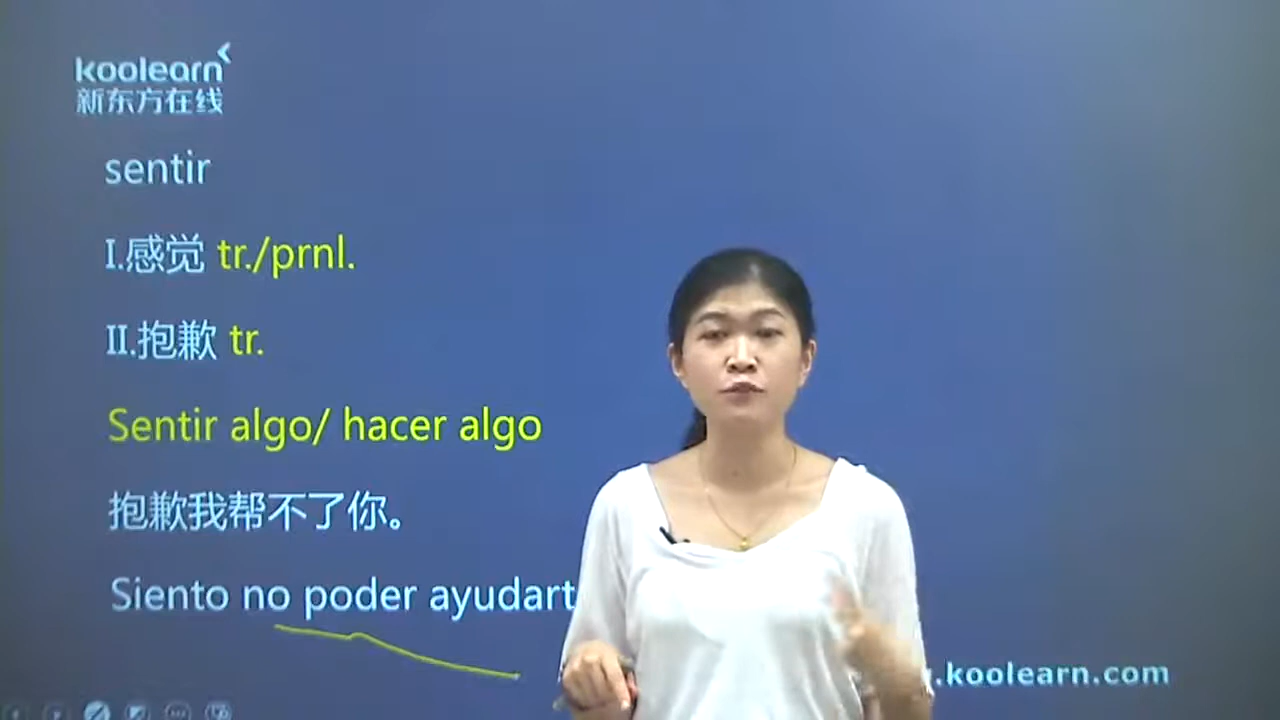 koolearn
新东方在线
sentir
I.感觉 tr./prnl.
II.抱歉 tr.
Sentir algo/ hacer algo
抱歉我帮不了你。
Siento no poder ayudart
.koolearn.com